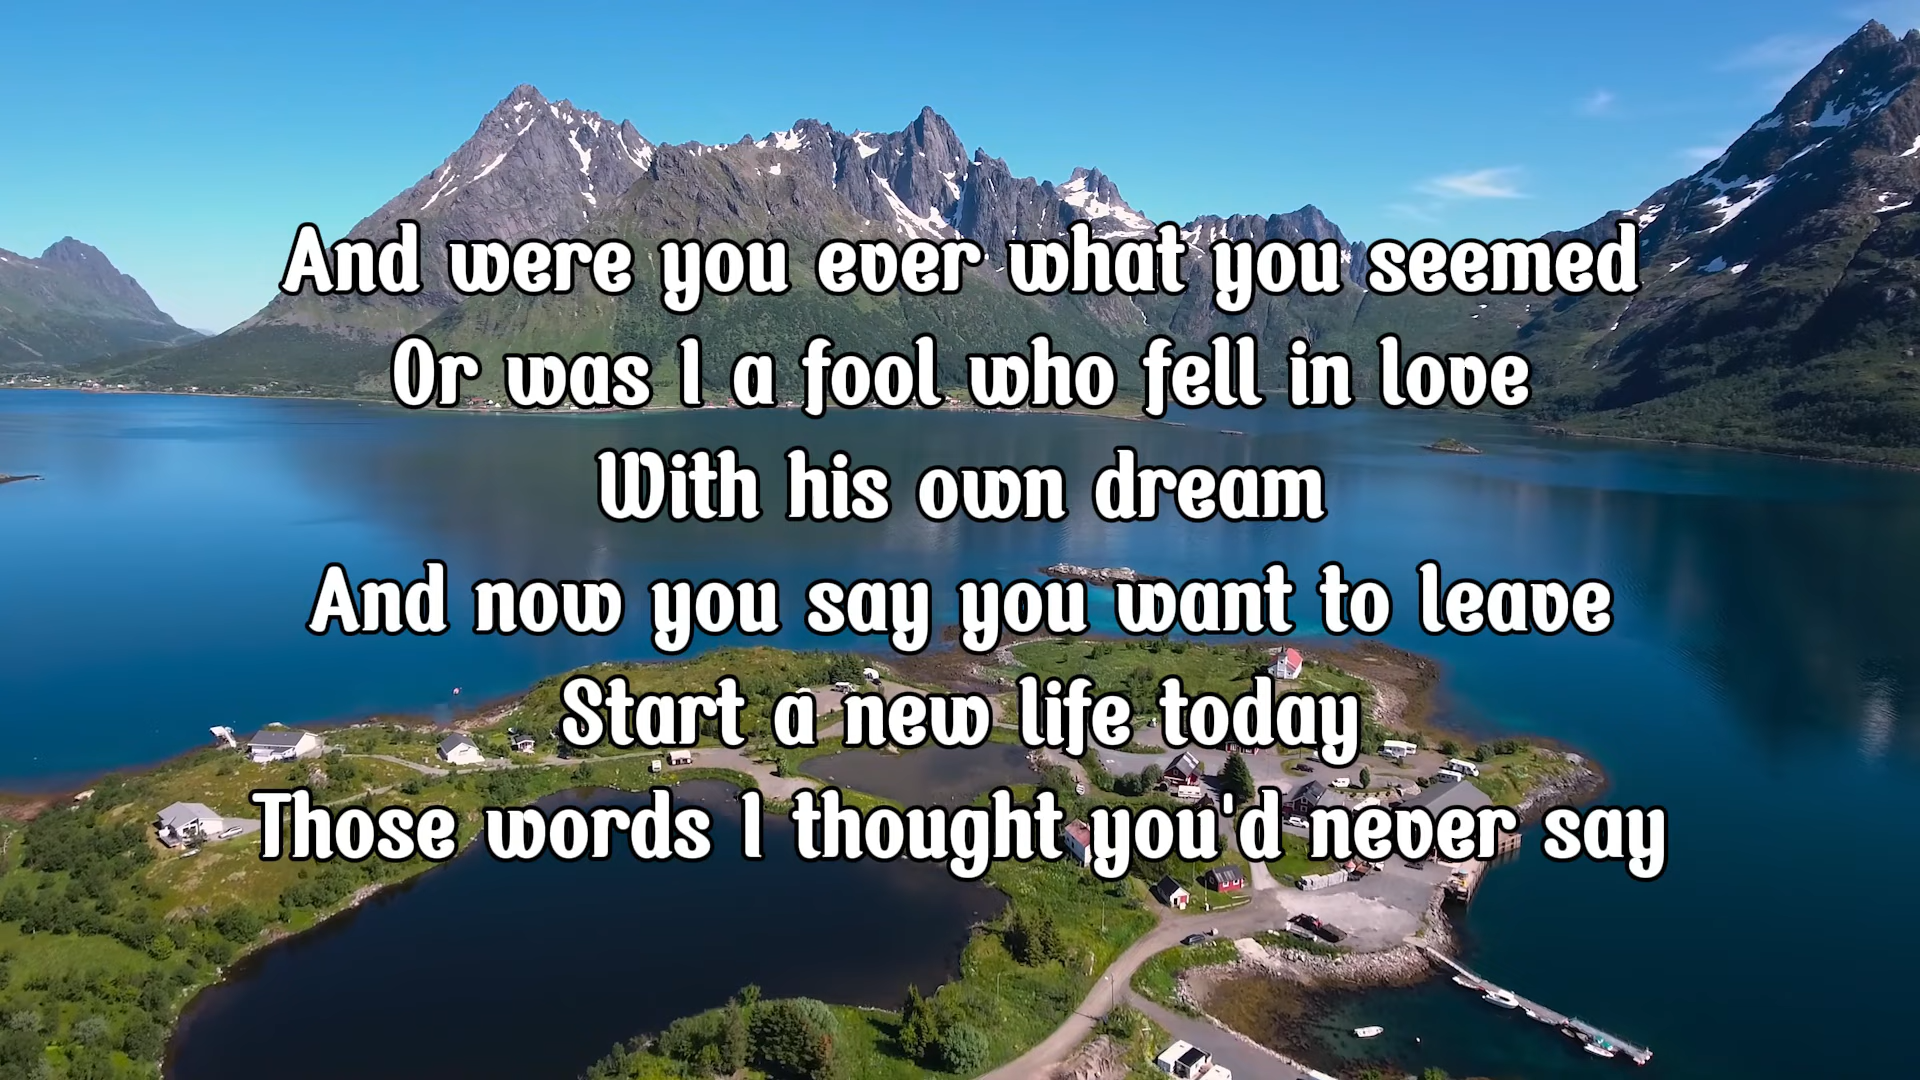 And were you ever what you seemed
Or was I a fool who fell in love
With his own dream
And now you say you want to leave
Start a new life today
Those words I thought you'd never say